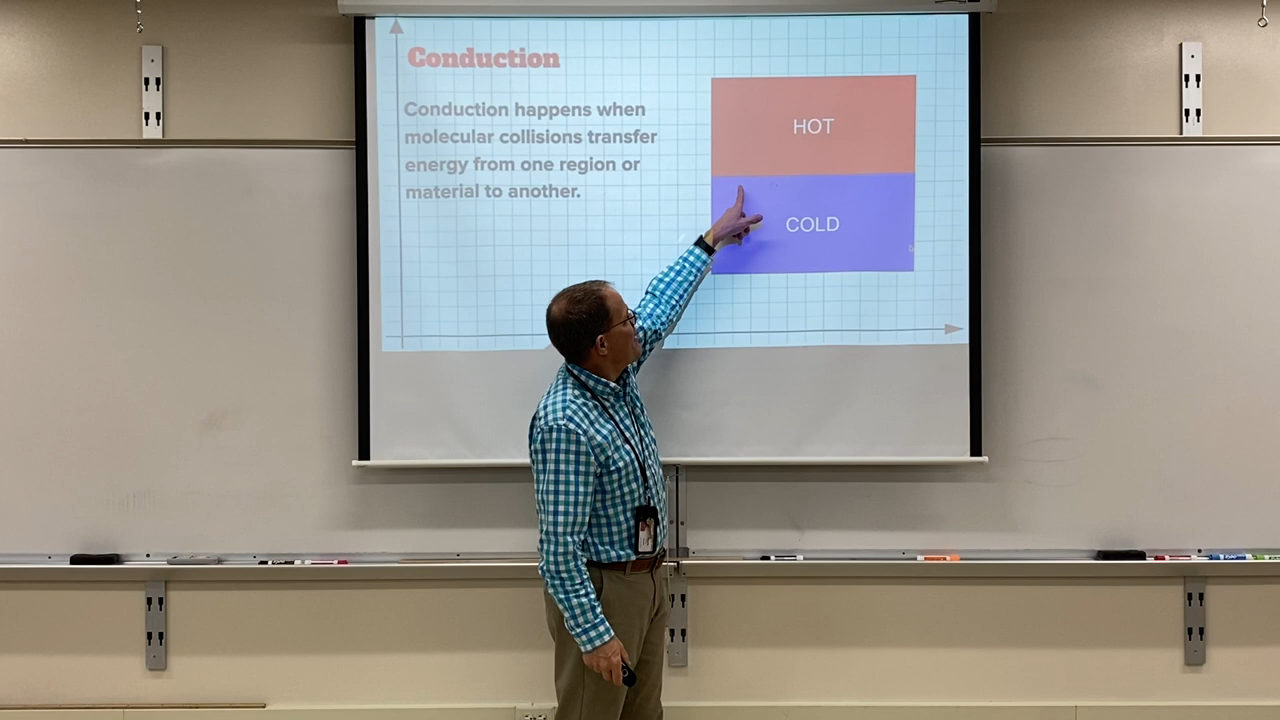 Conduction
Conduction happens when
molecular collisions transfer
energy from one region or
material to another.
HOT
COLD